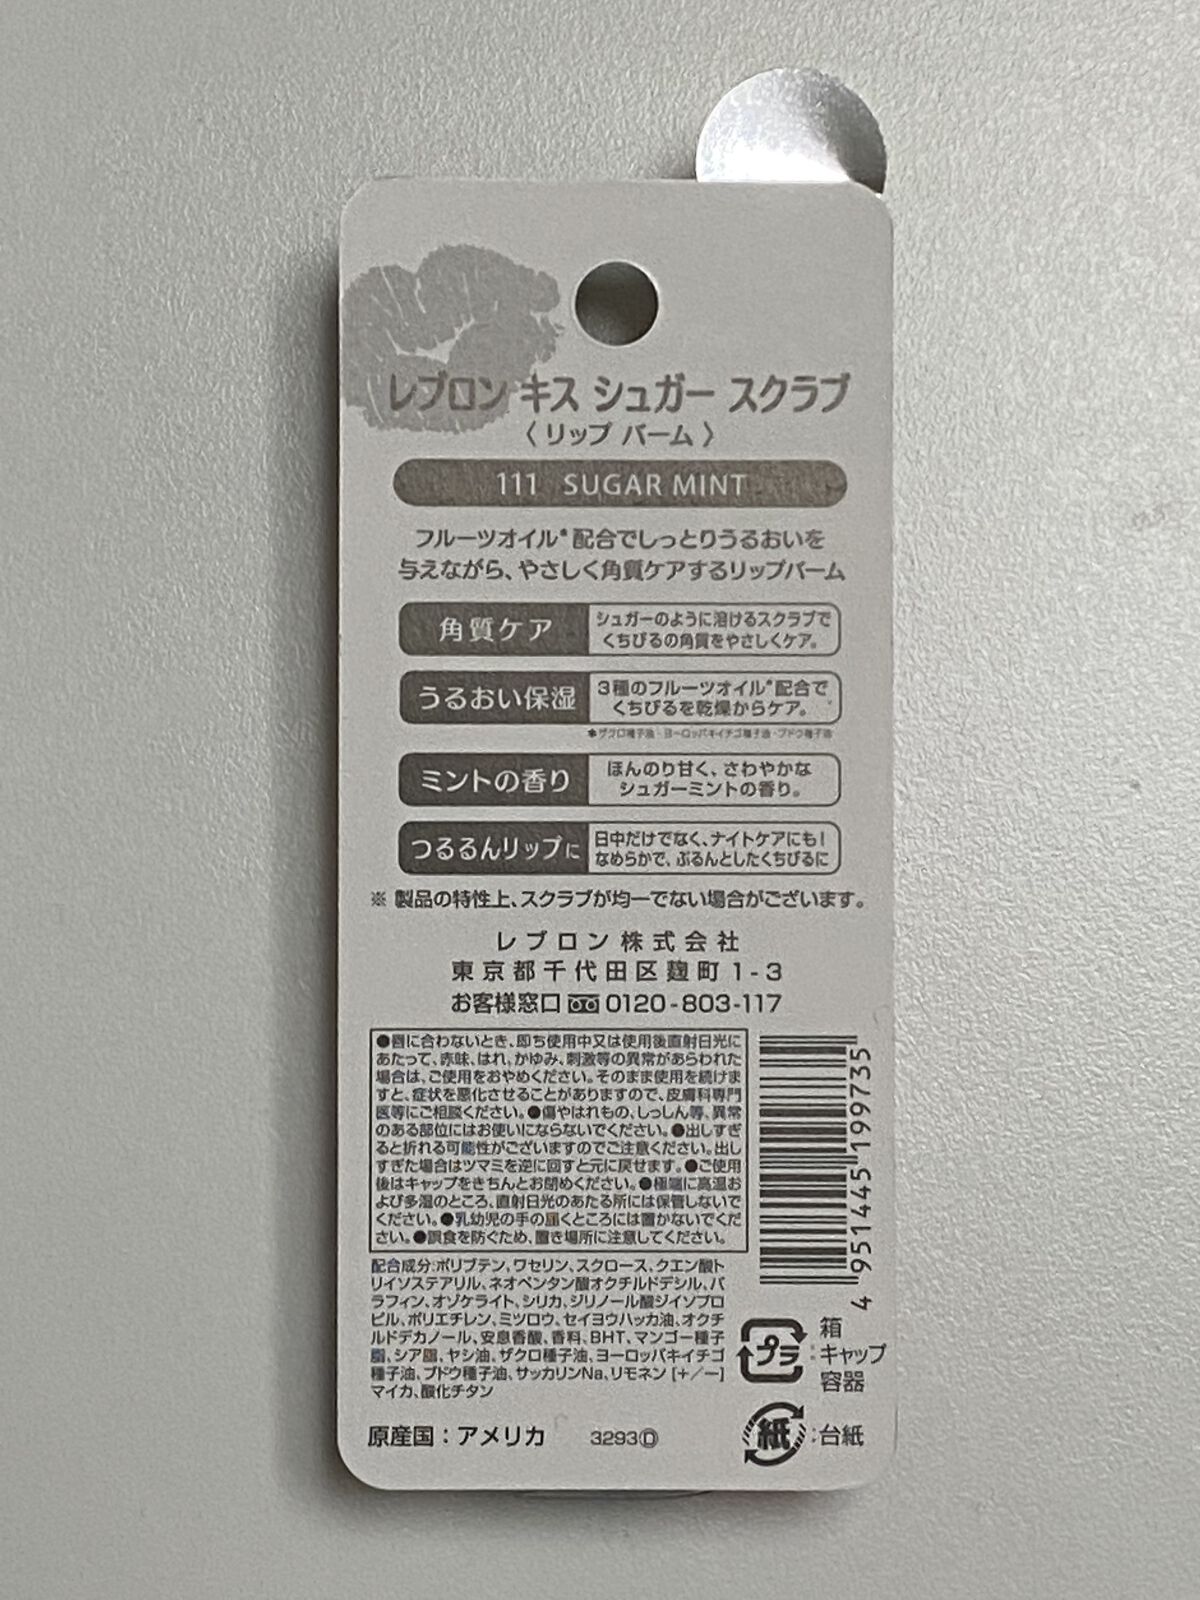 レブロン キス シュガー スクラブ
〈 リップ バーム 〉
111 SUGAR MINT
フルーツオイル*配合でしっとりうるおいを
与えながら、やさしく角質ケアするリップバーム
角質ケア
シュガーのように溶けるスクラブで
くちびるの角質をやさしくケア。
うるおい保湿
3種のフルーツオイル*配合で
くちびるを乾燥からケア。
*ザクロ種子油・ヨーロッパキイチゴ種子油・ブドウ種子油
ミントの香り
ほんのり甘く、さわやかな
シュガーミントの香り。
つるるんリップに
日中だけでなく、ナイトケアにも!
なめらかで、ぷるんとしたくちびるに
※ 製品の特性上、スクラブが均一でない場合がございます。
レブロン株式会社
東京都千代田区麹町1-3
お客様窓口 0120-803-117
●唇に合わないとき、即ち使用中又は使用後直射日光に
あたって、赤味、はれ、かゆみ、刺激等の異常があらわれた
場合は、ご使用をおやめください。そのまま使用を続けま
すと、症状を悪化させることがありますので、皮膚科専門
医等にご相談ください。●傷やはれもの、しっしん等、異常
のある部位にはお使いにならないでください。●出しすぎ
ると折れる可能性がございますのでご注意ください。出し
すぎた場合はツマミを逆に回すと元に戻せます。●ご使用
後はキャップをきちんとお閉めください。●極端に高温お
よび多湿のところ、直射日光のあたる所には保管しないで
ください。●乳幼児の手の届くところには置かないでくだ
さい。●誤食を防ぐため、置き場所に注意してください。
4951445199735
配合成分:ポリブテン、ワセリン、スクロース、クエン酸ト
リイソステアリル、ネオペンタン酸オクチルドデシル、パ
ラフィン、オゾケライト、シリカ、ジリノール酸ジイソプロ
ピル、ポリエチレン、ミツロウ、セイヨウハッカ油、オクチ
ルドデカノール、安息香酸、香料、BHT、マンゴー種子
脂、シア脂、ヤシ油、ザクロ種子油、ヨーロッパキイチゴ
種子油、ブドウ種子油、サッカリンNa、リモネン [+/−]
マイカ、酸化チタン
プラ
:箱
キャップ
容器
原産国:アメリカ 3293Ⓓ
紙:台紙